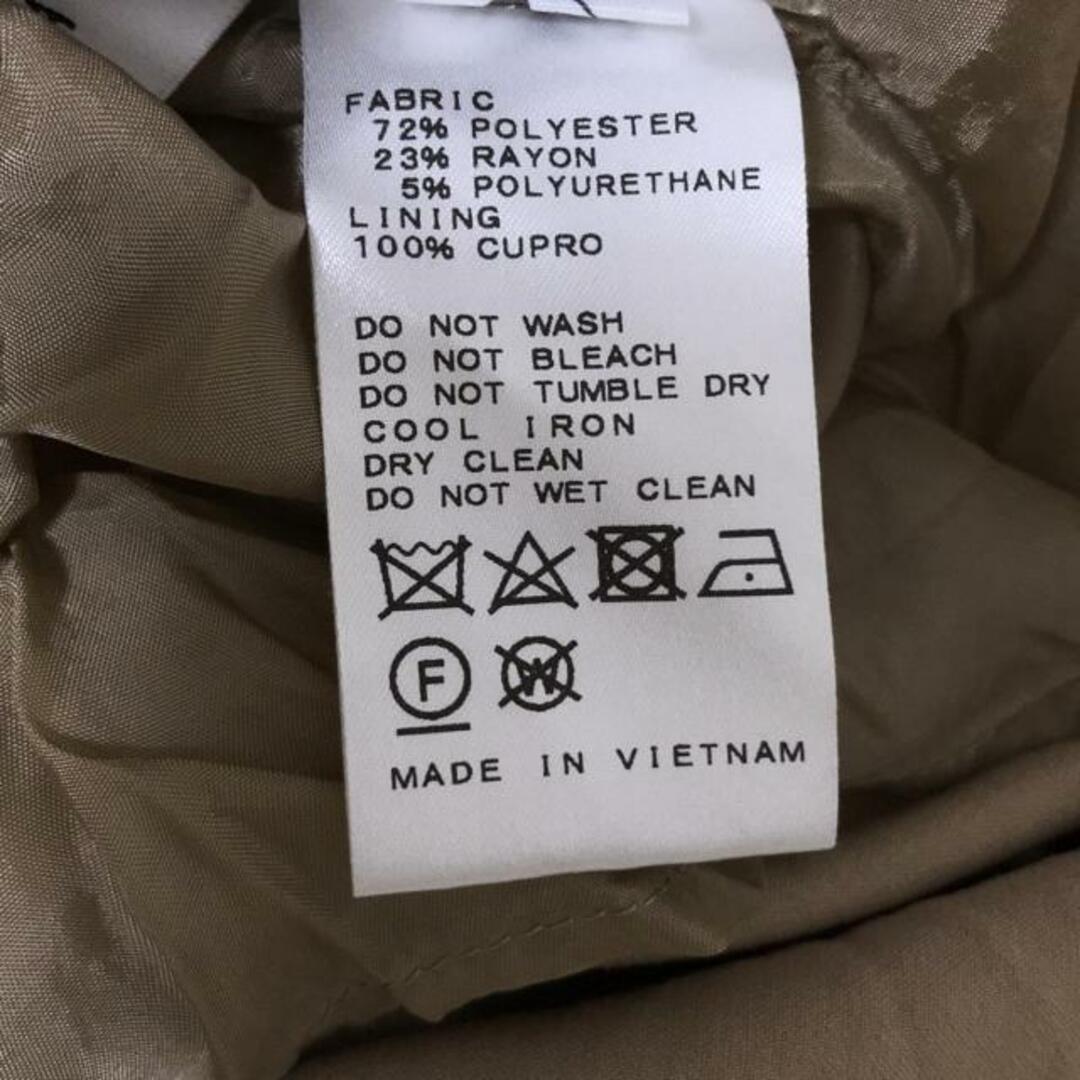 FABRIC
72% POLYESTER
23% RAYON
5% POLYURETHANE
LINING
100% CUPRO
DO NOT WASH
DO NOT BLEACH
DO NOT TUMBLE DRY
COOL IRON
DRY CLEAN
DO NOT WET CLEAN
F W
MADE IN VIETNAM